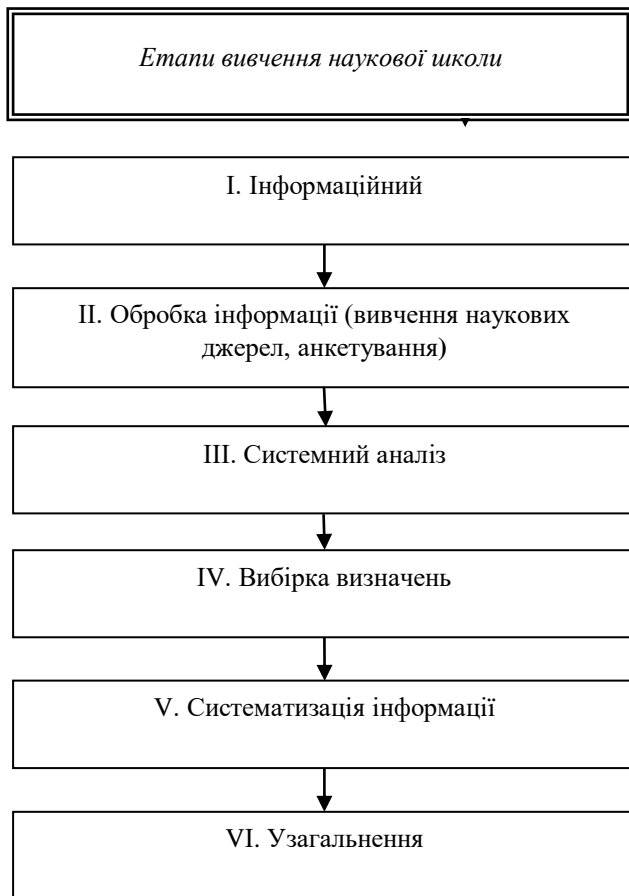 Етапи вивчення наукової школи
I. Інформаційний
II. Обробка інформації (вивчення наукових
джерел, анкетування)
III. Системний аналіз
IV. Вибірка визначень
V. Систематизація інформації
VI. Узагальнення